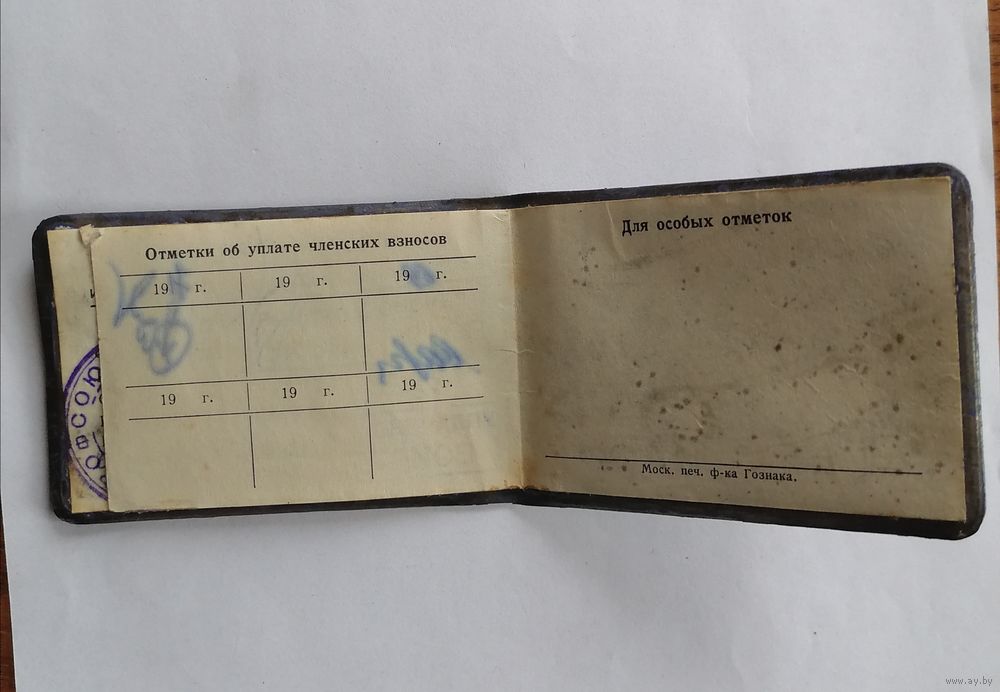 Отметки об уплате членских взносов
19 г. 19 г. 19 г.
19 г. 19 г. 19 г.
ОФСОЮ
Для особых отметок
Моск. печ. ф-ка Гознака.
www.ay.by